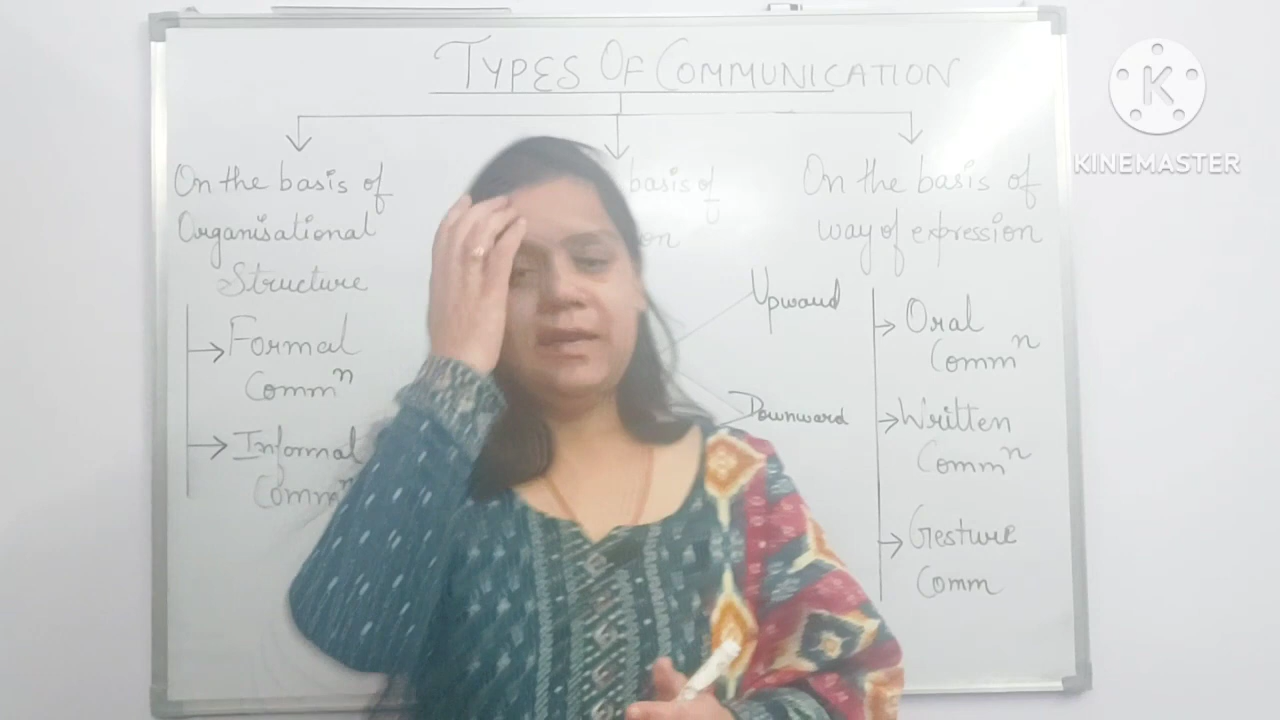 TYPES OF COMMUNICATION
On the basis of
Organisational
Structure
Formal
Commⁿ
Informal
Commⁿ
basis of
Upward
Downward
On the basis of
way of expression
Oral
Commⁿ
Written
Commⁿ
Gesture
Comm
K
KINEMASTER